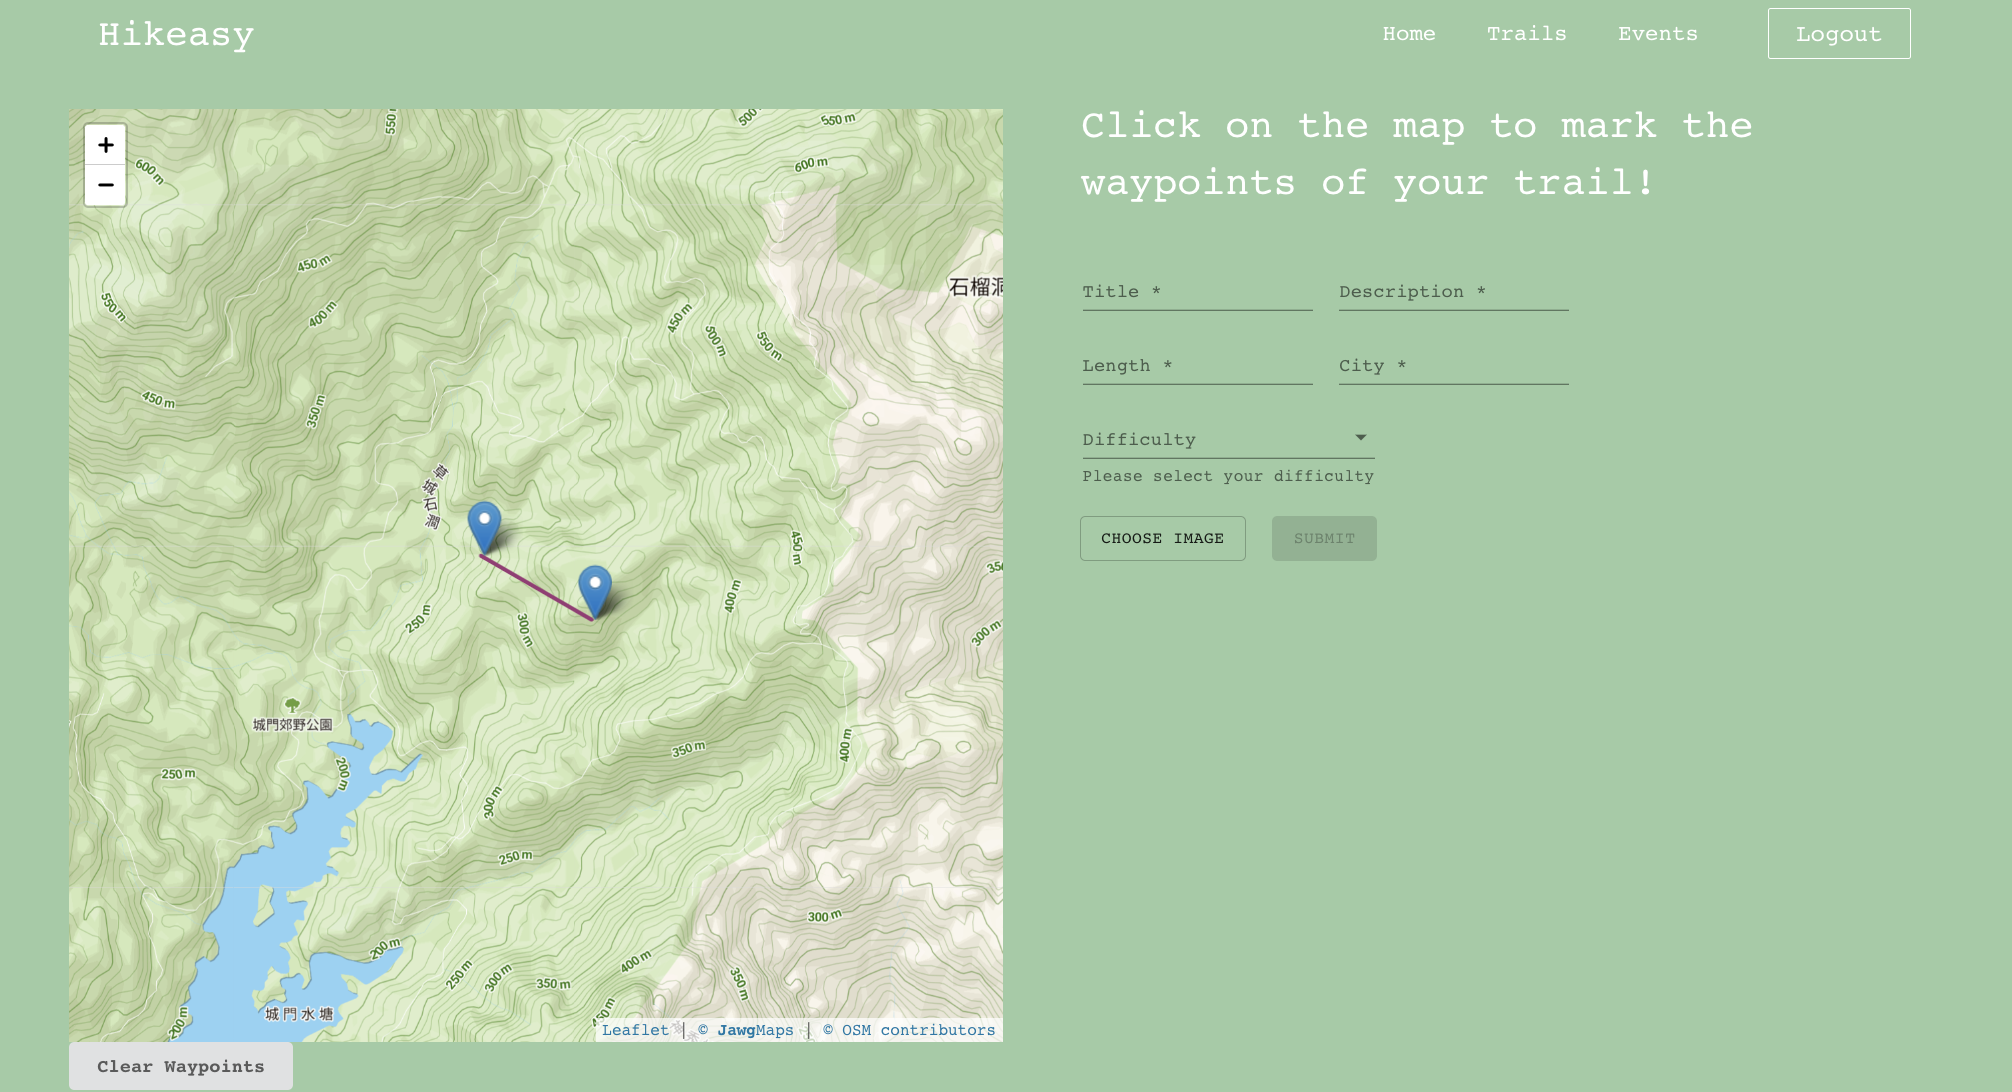 Hikeasy
Home
Trails
Events
Logout
Click on the map to mark the
waypoints of your trail!
Title *
Description *
Length *
City *
Difficulty
Please select your difficulty
CHOOSE IMAGE
SUBMIT
+
−
550
500
550 m
600 m
600 m
450 m
石榴洞
550 m
400 m
450 m
500 m
550 m
450 m
350 m
草城石澗
450 m
400 m
250 m
300 m
300 m
城門郊野公園
200 m
250 m
350 m
400 m
300 m
250 m
300 m
200 m
250 m
300 m
350 m
400 m
350 m
城門水塘
200 m
Leaflet | © JawgMaps | © OSM contributors
Clear Waypoints